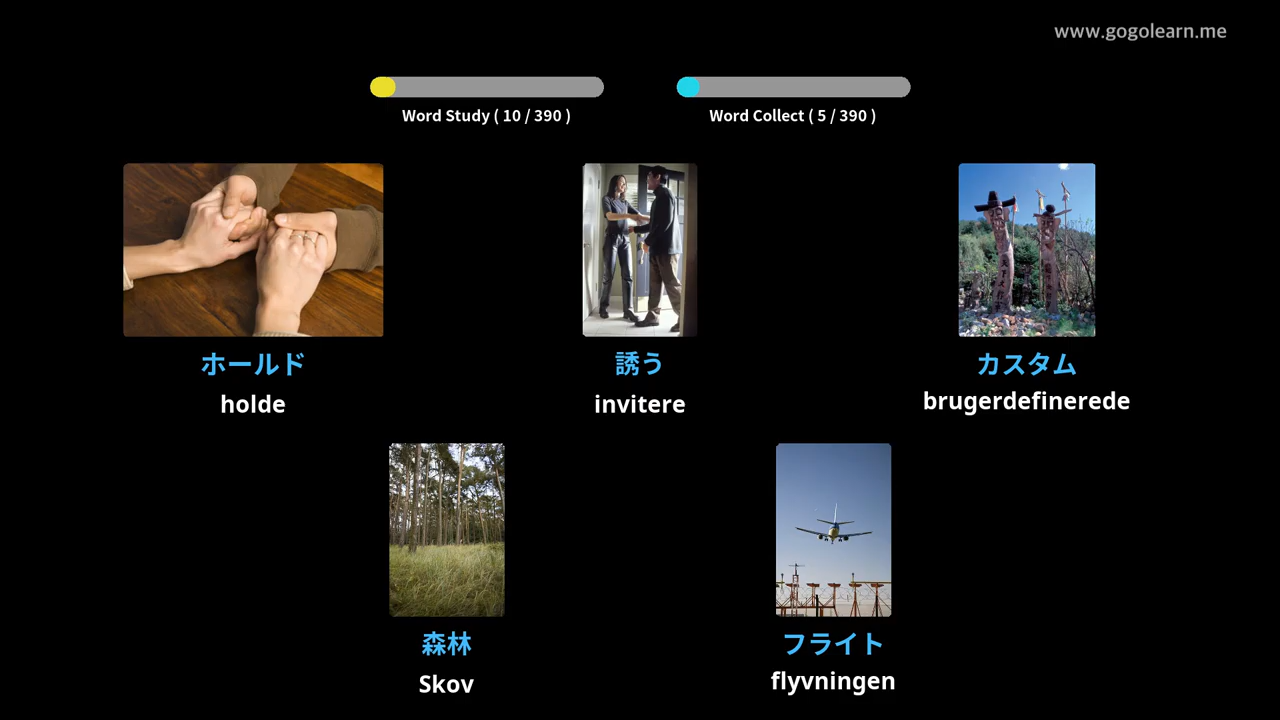 www.gogolearn.me
Word Study ( 10 / 390 )
Word Collect ( 5 / 390 )
ホールド
holde
誘う
invitere
カスタム
brugerdefinerede
森林
Skov
フライト
flyvningen